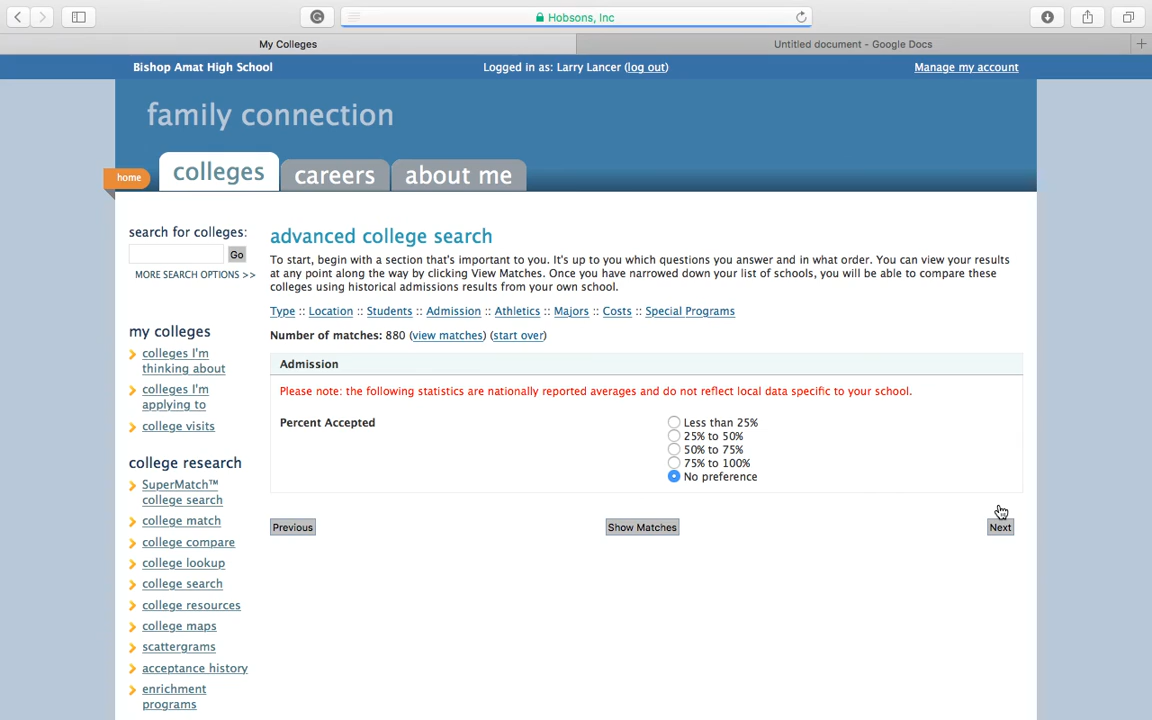 Hobsons, Inc
My Colleges
Untitled document - Google Docs
Bishop Amat High School
Logged in as: Larry Lancer (log out)
Manage my account
family connection
home
colleges
careers
about me
search for colleges:
Go
MORE SEARCH OPTIONS >>
my colleges
colleges I'm
thinking about
colleges I'm
applying to
college visits
college research
SuperMatch™
college search
college match
college compare
college lookup
college search
college resources
college maps
scattergrams
acceptance history
enrichment
programs
advanced college search
To start, begin with a section that's important to you. It's up to you which questions you answer and in what order. You can view your results
at any point along the way by clicking View Matches. Once you have narrowed down your list of schools, you will be able to compare these
colleges using historical admissions results from your own school.
Type :: Location :: Students :: Admission :: Athletics :: Majors :: Costs :: Special Programs
Number of matches: 880 (view matches) (start over)
Admission
Please note: the following statistics are nationally reported averages and do not reflect local data specific to your school.
Percent Accepted
Less than 25%
25% to 50%
50% to 75%
75% to 100%
No preference
Previous
Show Matches
Next